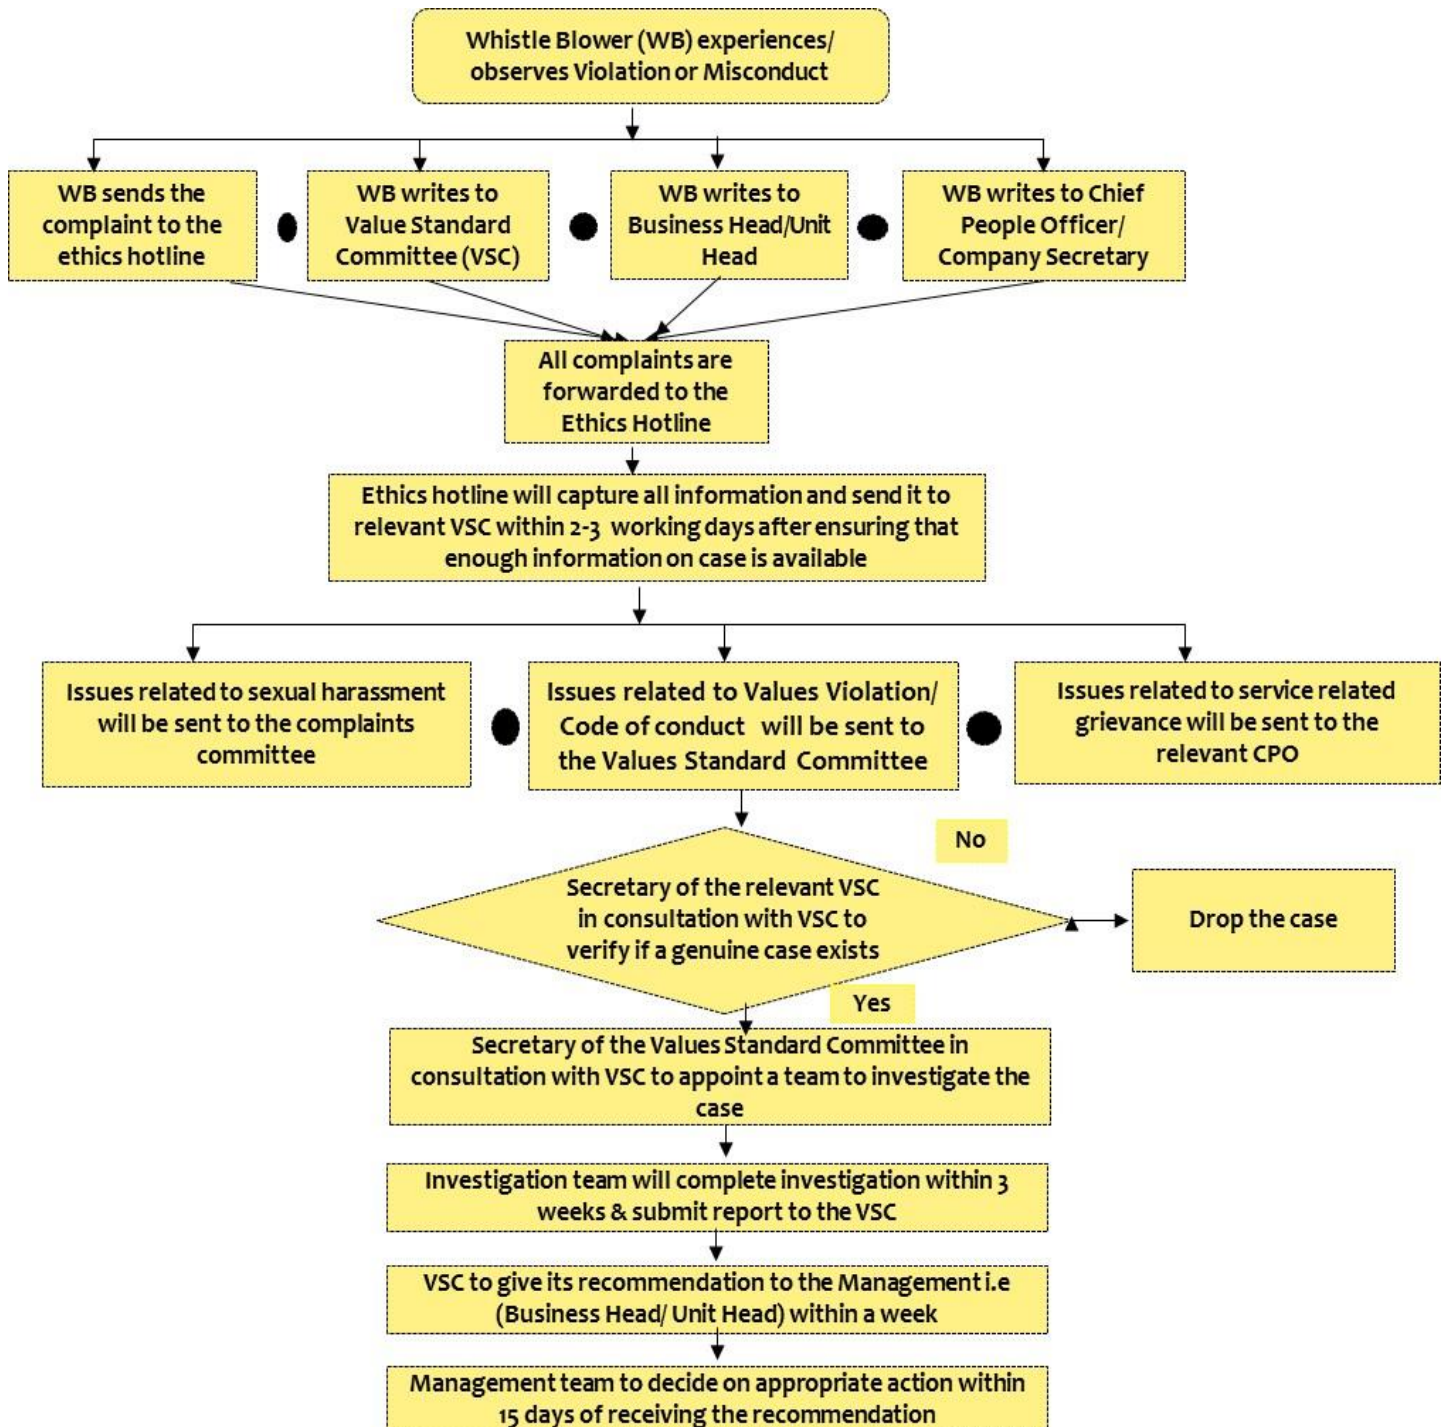 Whistle Blower (WB) experiences/
observes Violation or Misconduct
WB sends the
complaint to the
ethics hotline
WB writes to
Value Standard
Committee (VSC)
WB writes to
Business Head/Unit
Head
WB writes to Chief
People Officer/
Company Secretary
All complaints are
forwarded to the
Ethics Hotline
Ethics hotline will capture all information and send it to
relevant VSC within 2-3 working days after ensuring that
enough information on case is available
Issues related to sexual harassment
will be sent to the complaints
committee
Issues related to Values Violation/
Code of conduct will be sent to
the Values Standard Committee
Issues related to service related
grievance will be sent to the
relevant CPO
No
Secretary of the relevant VSC
in consultation with VSC to
verify if a genuine case exists
Drop the case
Yes
Secretary of the Values Standard Committee in
consultation with VSC to appoint a team to investigate the
case
Investigation team will complete investigation within 3
weeks & submit report to the VSC
VSC to give its recommendation to the Management i.e
(Business Head/ Unit Head) within a week
Management team to decide on appropriate action within
15 days of receiving the recommendation